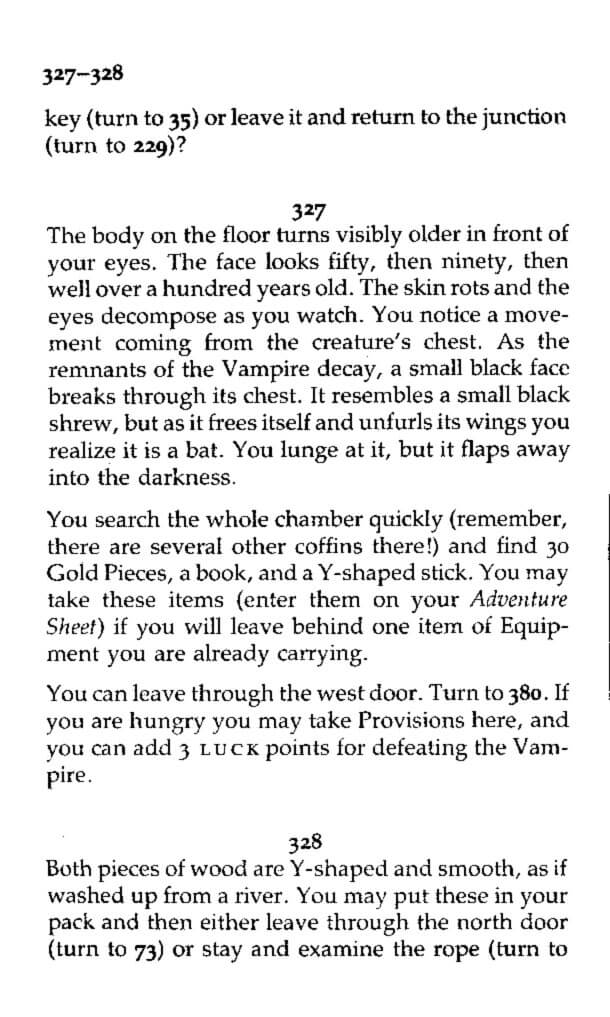 327–328
key (turn to 35) or leave it and return to the junction
(turn to 229)?
327
The body on the floor turns visibly older in front of
your eyes. The face looks fifty, then ninety, then
well over a hundred years old. The skin rots and the
eyes decompose as you watch. You notice a move-
ment coming from the creature's chest. As the
remnants of the Vampire decay, a small black face
breaks through its chest. It resembles a small black
shrew, but as it frees itself and unfurls its wings you
realize it is a bat. You lunge at it, but it flaps away
into the darkness.
You search the whole chamber quickly (remember,
there are several other coffins there!) and find 30
Gold Pieces, a book, and a Y-shaped stick. You may
take these items (enter them on your Adventure
Sheet) if you will leave behind one item of Equip-
ment you are already carrying.
You can leave through the west door. Turn to 380. If
you are hungry you may take Provisions here, and
you can add 3 LUCK points for defeating the Vam-
pire.
328
Both pieces of wood are Y-shaped and smooth, as if
washed up from a river. You may put these in your
pack and then either leave through the north door
(turn to 73) or stay and examine the rope (turn to